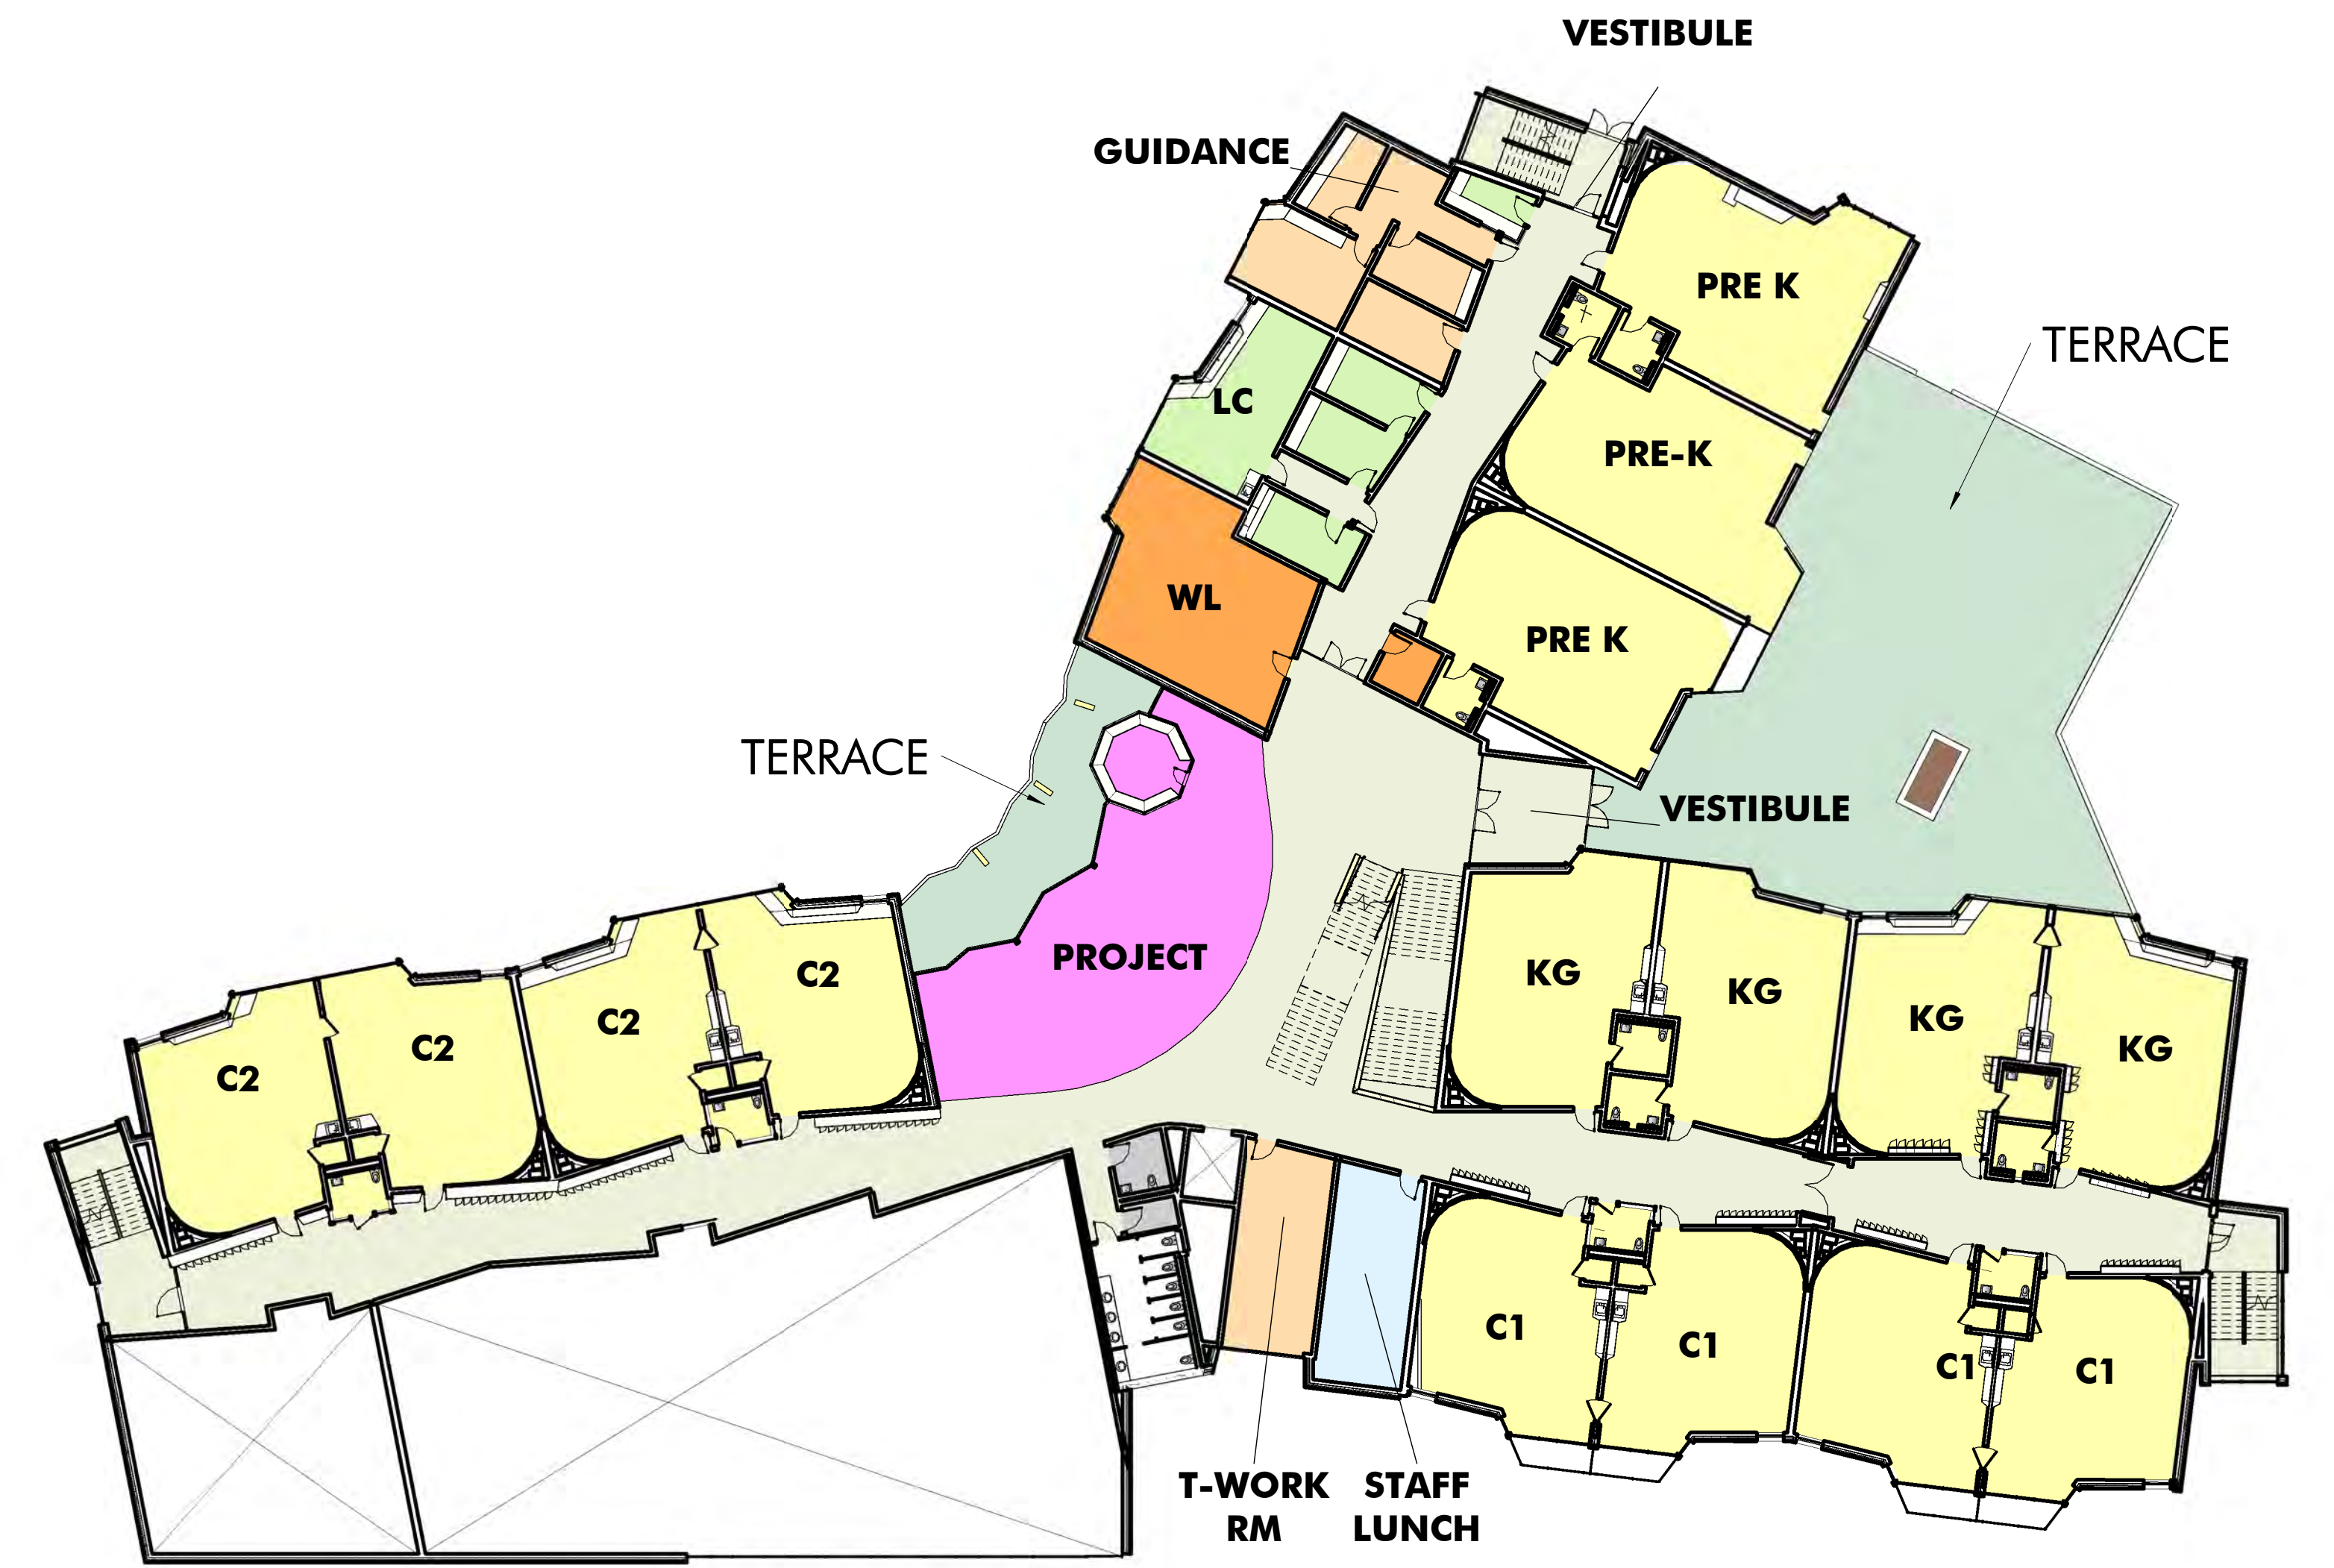 VESTIBULE
GUIDANCE
PRE K
TERRACE
LC
PRE-K
WL
PRE K
TERRACE
VESTIBULE
PROJECT
C2
KG
KG
C2
KG
C2
KG
C2
C1
C1
C1
C1
T-WORK
RM
STAFF
LUNCH